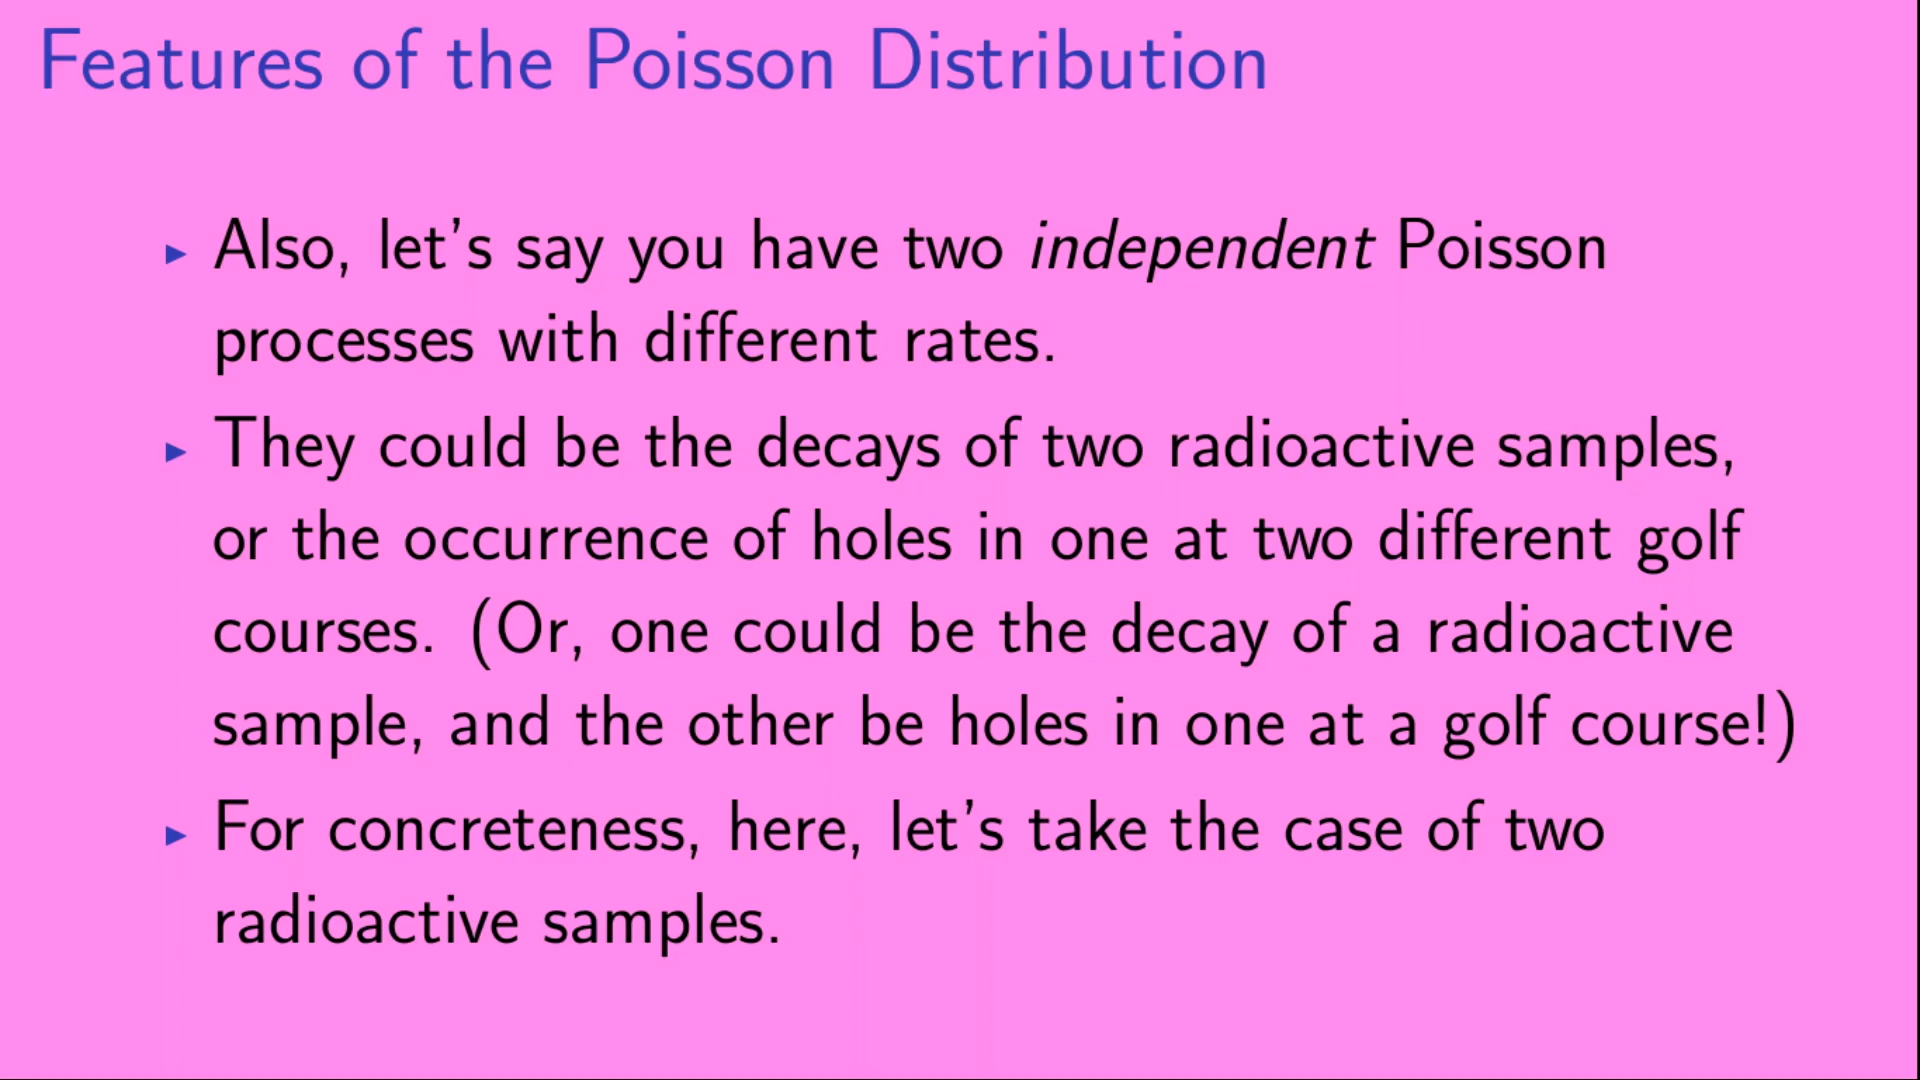 Features of the Poisson Distribution
▸ Also, let's say you have two independent Poisson
processes with different rates.
▸ They could be the decays of two radioactive samples,
or the occurrence of holes in one at two different golf
courses. (Or, one could be the decay of a radioactive
sample, and the other be holes in one at a golf course!)
▸ For concreteness, here, let's take the case of two
radioactive samples.